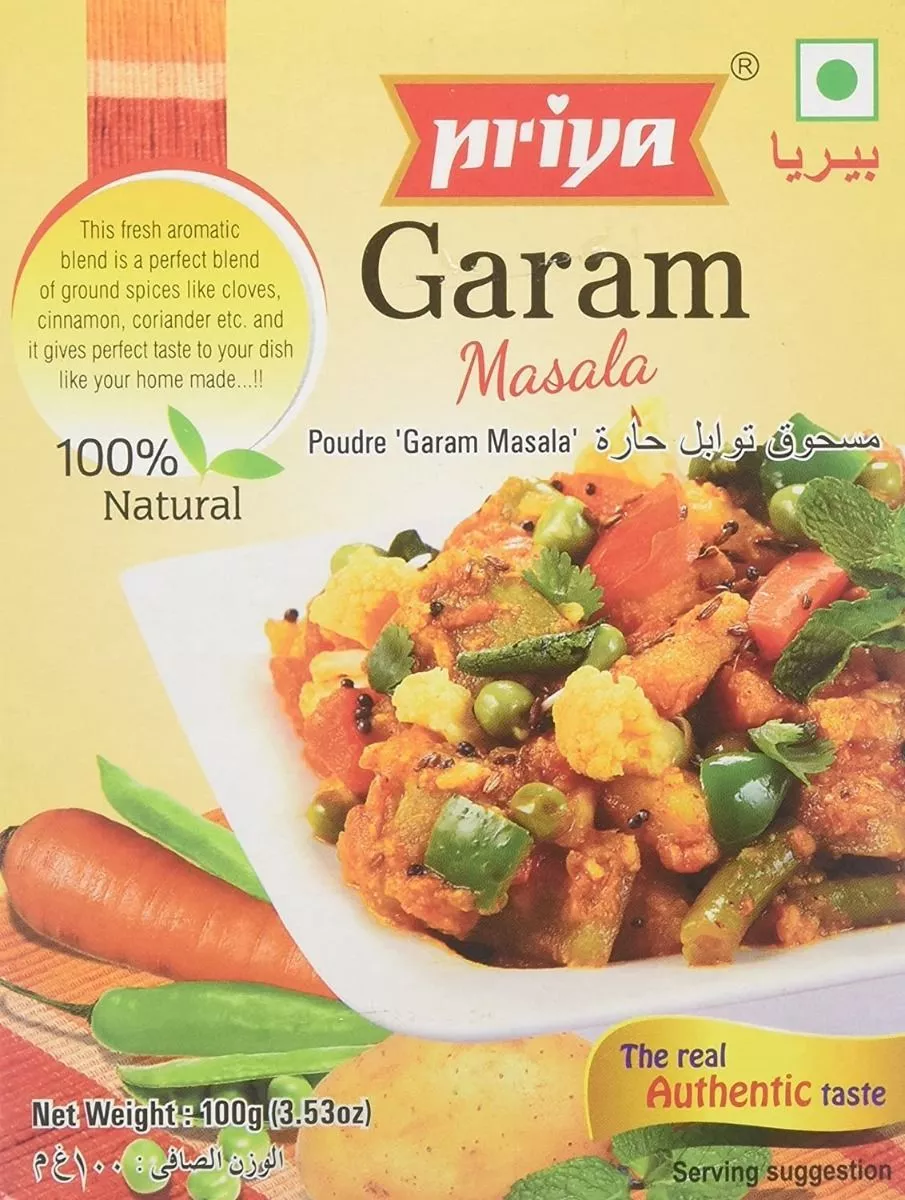 priya
®
بيريا
Garam
Masala
Poudre 'Garam Masala' مسحوق توابل حارة
This fresh aromatic
blend is a perfect blend
of ground spices like cloves,
cinnamon, coriander etc. and
it gives perfect taste to your dish
like your home made...!!
100%
Natural
The real
Authentic taste
Net Weight : 100g (3.53oz)
الوزن الصافى : ١٠٠ غ م
Serving suggestion